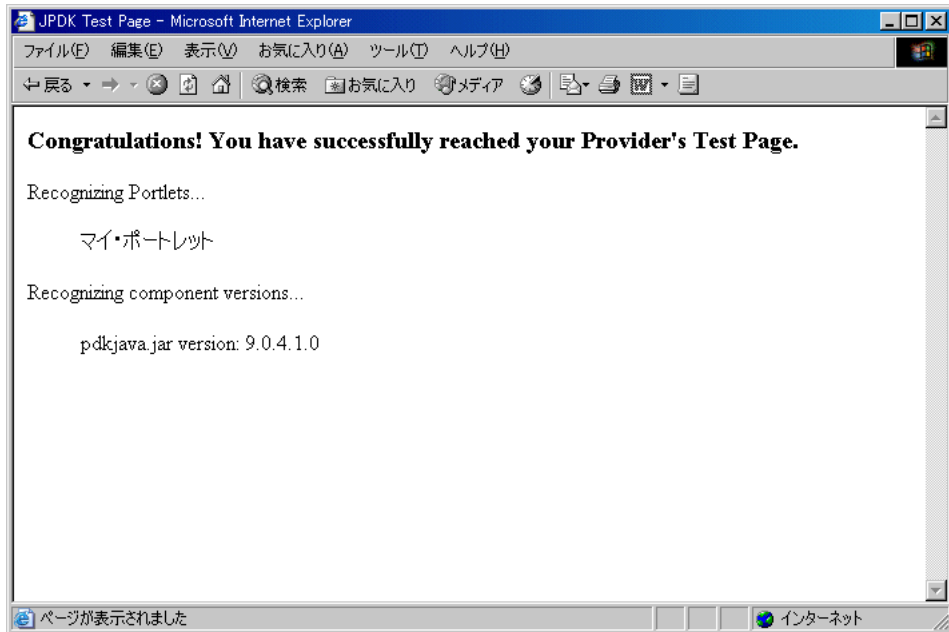 JPDK Test Page - Microsoft Internet Explorer
ファイル(F) 編集(E) 表示(V) お気に入り(A) ツール(T) ヘルプ(H)
戻る 検索 お気に入り メディア
Congratulations! You have successfully reached your Provider's Test Page.
Recognizing Portlets...
マイ・ポートレット
Recognizing component versions...
pdkjava.jar version: 9.0.4.1.0
ページが表示されました インターネット